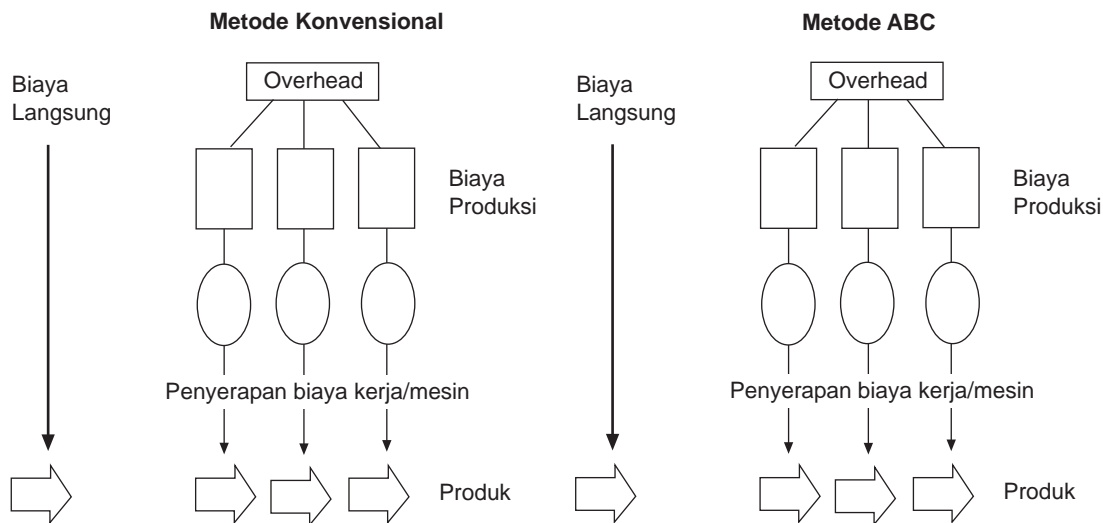 Metode Konvensional
Biaya
Langsung
Overhead
Biaya
Produksi
Penyerapan biaya kerja/mesin
Produk
Metode ABC
Biaya
Langsung
Overhead
Biaya
Produksi
Penyerapan biaya kerja/mesin
Produk